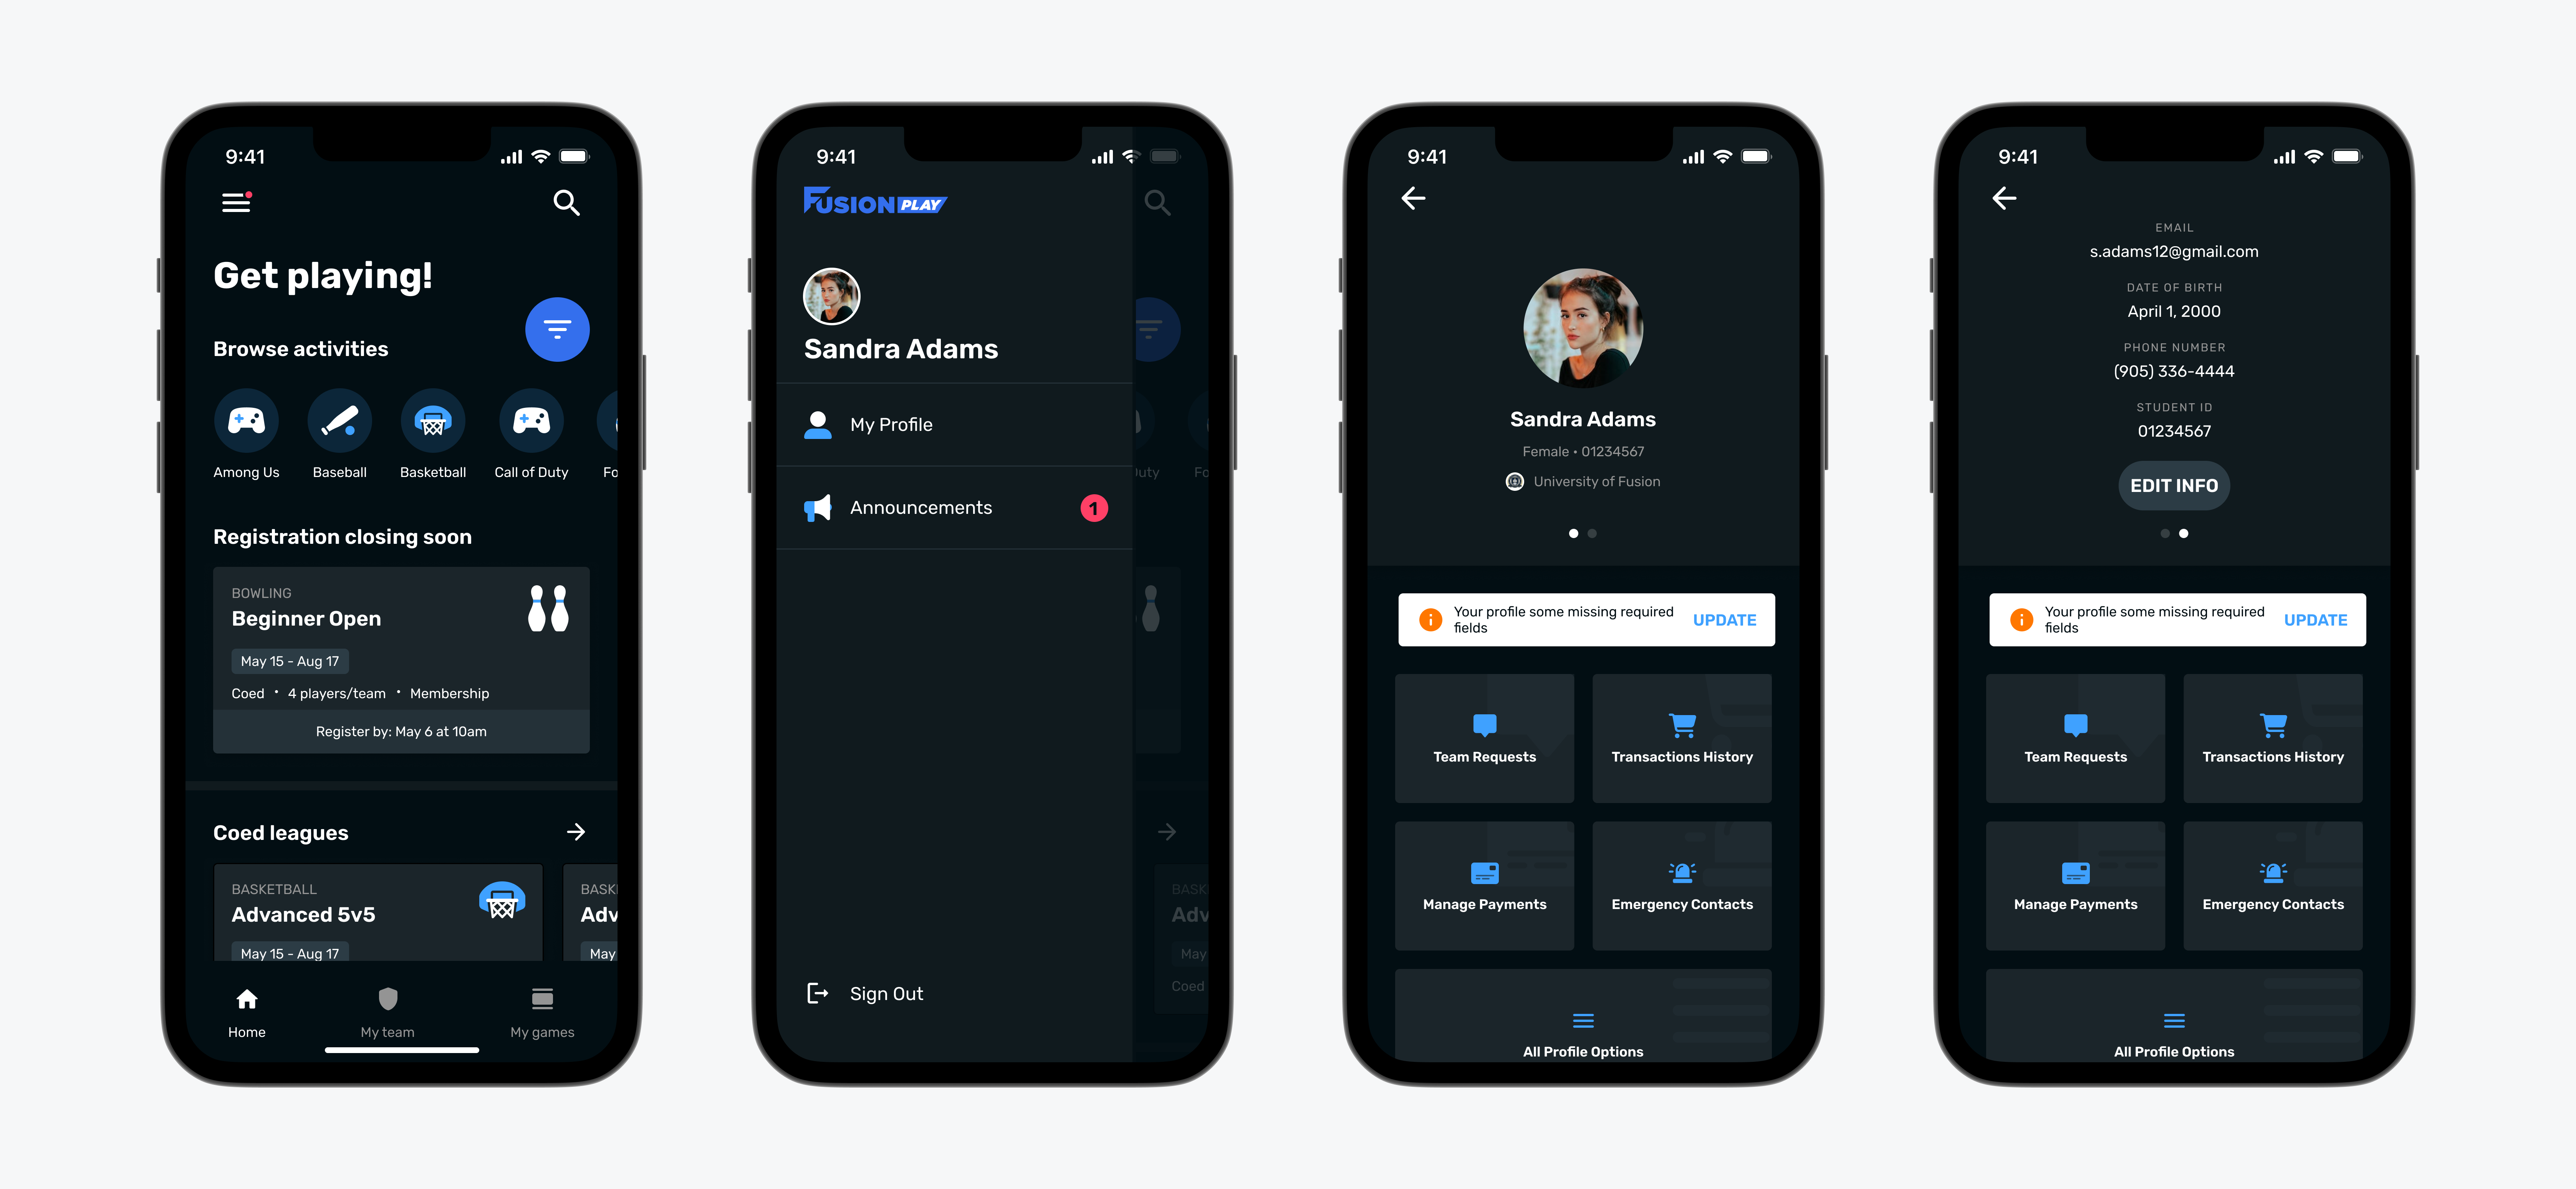 9:41
Get playing!
Browse activities
Among Us
Baseball
Basketball
Call of Duty
Fo
Registration closing soon
BOWLING
Beginner Open
May 15 - Aug 17
Coed • 4 players/team • Membership
Register by: May 6 at 10am
Coed leagues
BASKETBALL
Advanced 5v5
May 15 - Aug 17
BASK
Adv
May
Home
My team
My games
9:41
FUSION PLAY
Sandra Adams
My Profile
Announcements
1
Sign Out
uty
Fo
BASK
Adv
May
Coed
9:41
Sandra Adams
Female • 01234567
University of Fusion
Your profile some missing required
fields
UPDATE
Team Requests
Transactions History
Manage Payments
Emergency Contacts
All Profile Options
9:41
EMAIL
s.adams12@gmail.com
DATE OF BIRTH
April 1, 2000
PHONE NUMBER
(905) 336-4444
STUDENT ID
01234567
EDIT INFO
Your profile some missing required
fields
UPDATE
Team Requests
Transactions History
Manage Payments
Emergency Contacts
All Profile Options